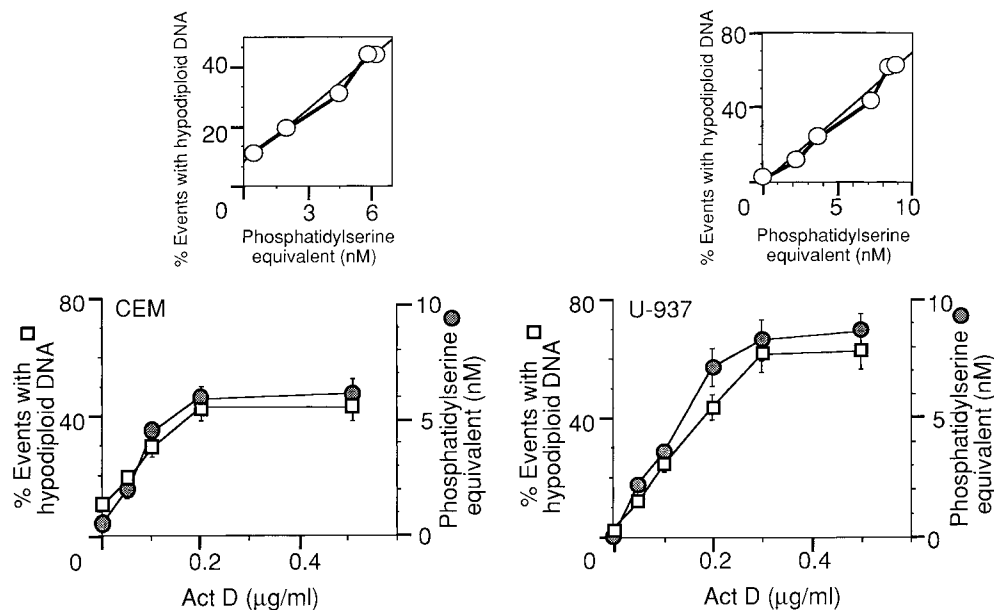 % Events with hypodiploid DNA
40
20
0
3
6
Phosphatidylserine
equivalent (nM)
% Events with hypodiploid DNA
80
40
0
0
5
10
Phosphatidylserine
equivalent (nM)
CEM
% Events with
hypodiploid DNA
80
40
0
0.2
0.4
Act D (μg/ml)
10
5
0
Phosphatidylserine
equivalent (nM)
U-937
% Events with
hypodiploid DNA
80
40
0
0.2
0.4
Act D (μg/ml)
10
5
0
Phosphatidylserine
equivalent (nM)